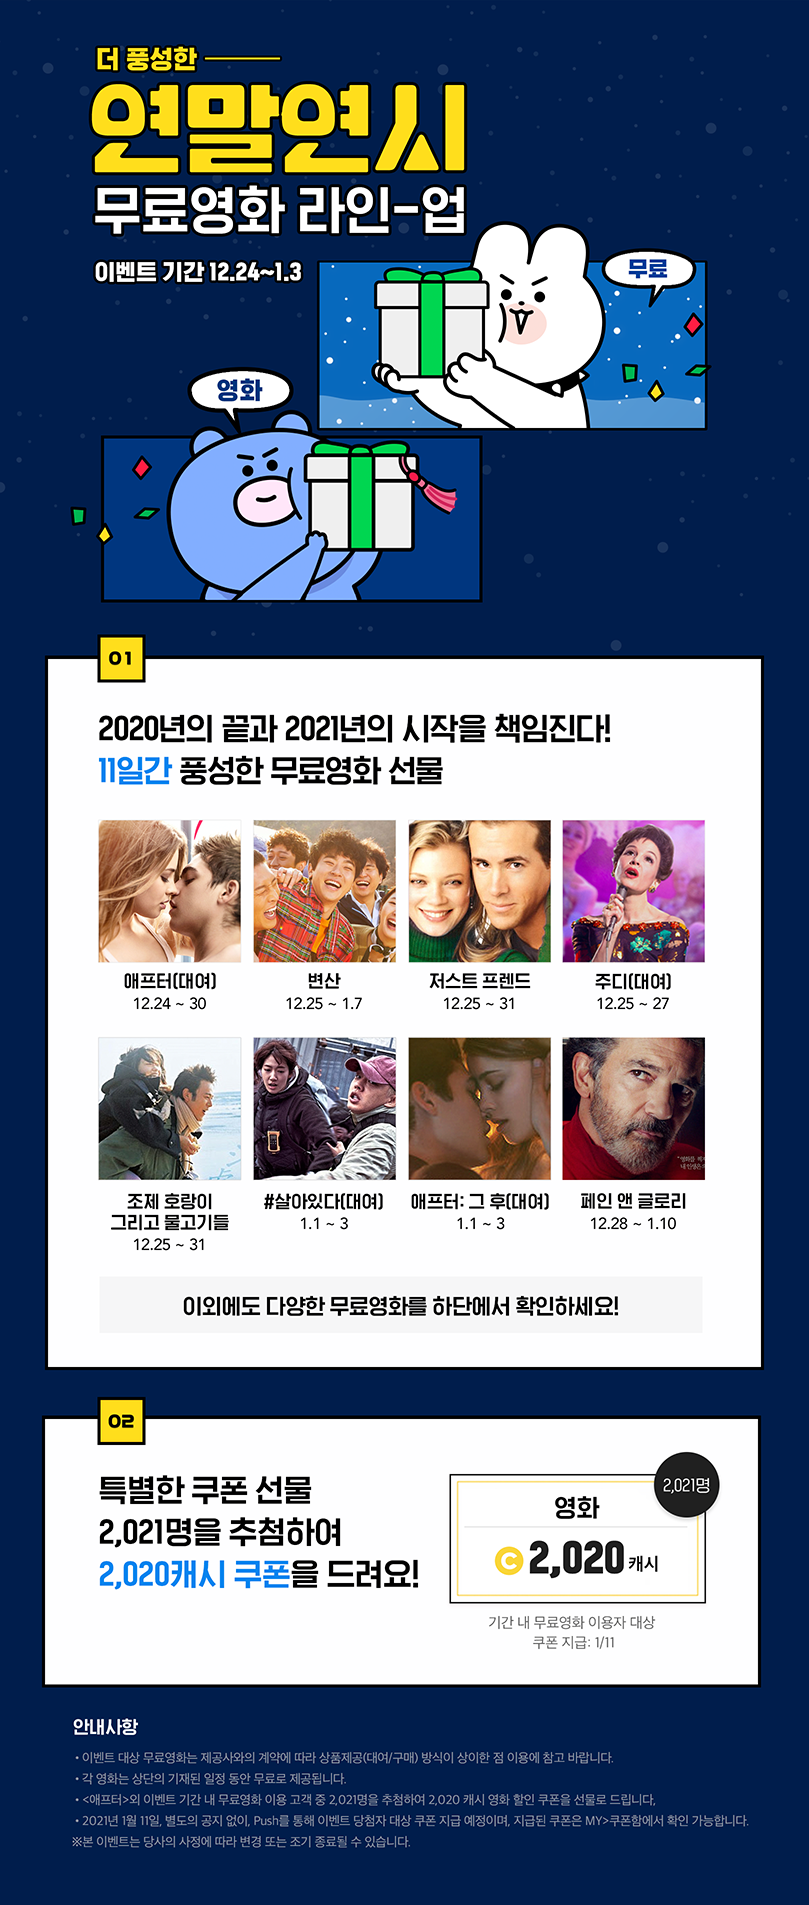 더 풍성한
연말연시
무료영화 라인-업
이벤트 기간 12.24~1.3
무료
영화
01
2020년의 끝과 2021년의 시작을 책임진다!
11일간 풍성한 무료영화 선물
애프터(대여)
12.24 ~ 30
변산
12.25 ~ 1.7
저스트 프렌드
12.25 ~ 31
주디(대여)
12.25 ~ 27
조제 호랑이
그리고 물고기들
12.25 ~ 31
#살아있다(대여)
1.1 ~ 3
애프터: 그 후(대여)
1.1 ~ 3
페인 앤 글로리
12.28 ~ 1.10
이외에도 다양한 무료영화를 하단에서 확인하세요!
02
특별한 쿠폰 선물
2,021명을 추첨하여
2,020캐시 쿠폰을 드려요!
2,021명
영화
C 2,020 캐시
기간 내 무료영화 이용자 대상
쿠폰 지급: 1/11
안내사항
• 이벤트 대상 무료영화는 제공사와의 계약에 따라 상품제공(대여/구매) 방식이 상이한 점 이용에 참고 바랍니다.
• 각 영화는 상단의 기재된 일정 동안 무료로 제공됩니다.
• <애프터>외 이벤트 기간 내 무료영화 이용 고객 중 2,021명을 추첨하여 2,020 캐시 영화 할인 쿠폰을 선물로 드립니다,
• 2021년 1월 11일, 별도의 공지 없이, Push를 통해 이벤트 당첨자 대상 쿠폰 지급 예정이며, 지급된 쿠폰은 MY>쿠폰함에서 확인 가능합니다.
※본 이벤트는 당사의 사정에 따라 변경 또는 조기 종료될 수 있습니다.